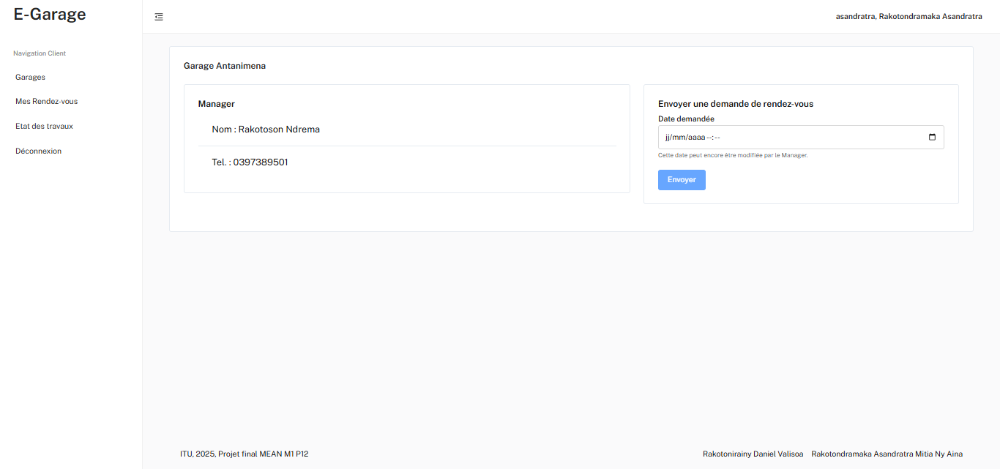 E-Garage
asandratra, Rakotondramaka Asandratra
Navigation Client
Garages
Mes Rendez-vous
Etat des travaux
Déconnexion
Garage Antanimena
Manager
Nom : Rakotoson Ndrema
Tel. : 0397389501
Envoyer une demande de rendez-vous
Date demandée
jj/mm/aaaa --:--
Cette date peut encore être modifiée par le Manager.
Envoyer
ITU, 2025, Projet final MEAN M1 P12
Rakotonirainy Daniel Valisoa Rakotondramaka Asandratra Mitia Ny Aina